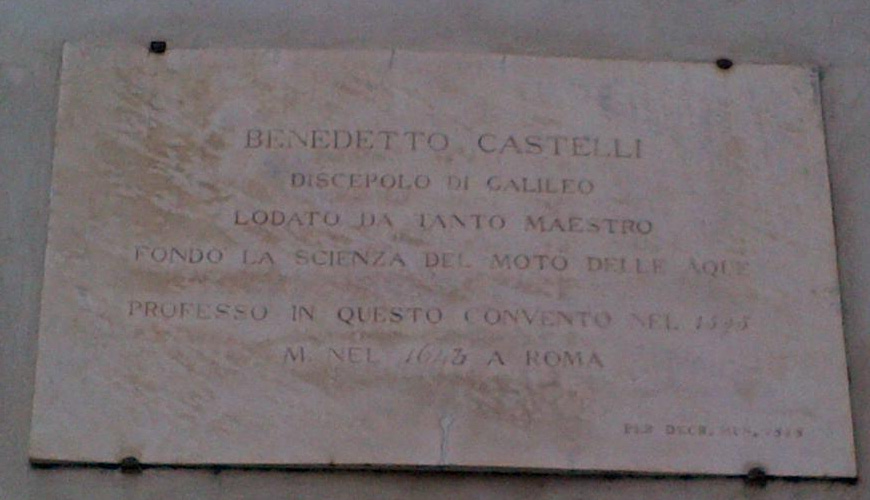 BENEDETTO CASTELLI
DISCEPOLO DI GALILEO
LODATO DA TANTO MAESTRO
FONDO LA SCIENZA DEL MOTO DELLE AQUE
PROFESSO IN QUESTO CONVENTO NEL
M. NEL 1643 A ROMA
PER DECR. MUN.